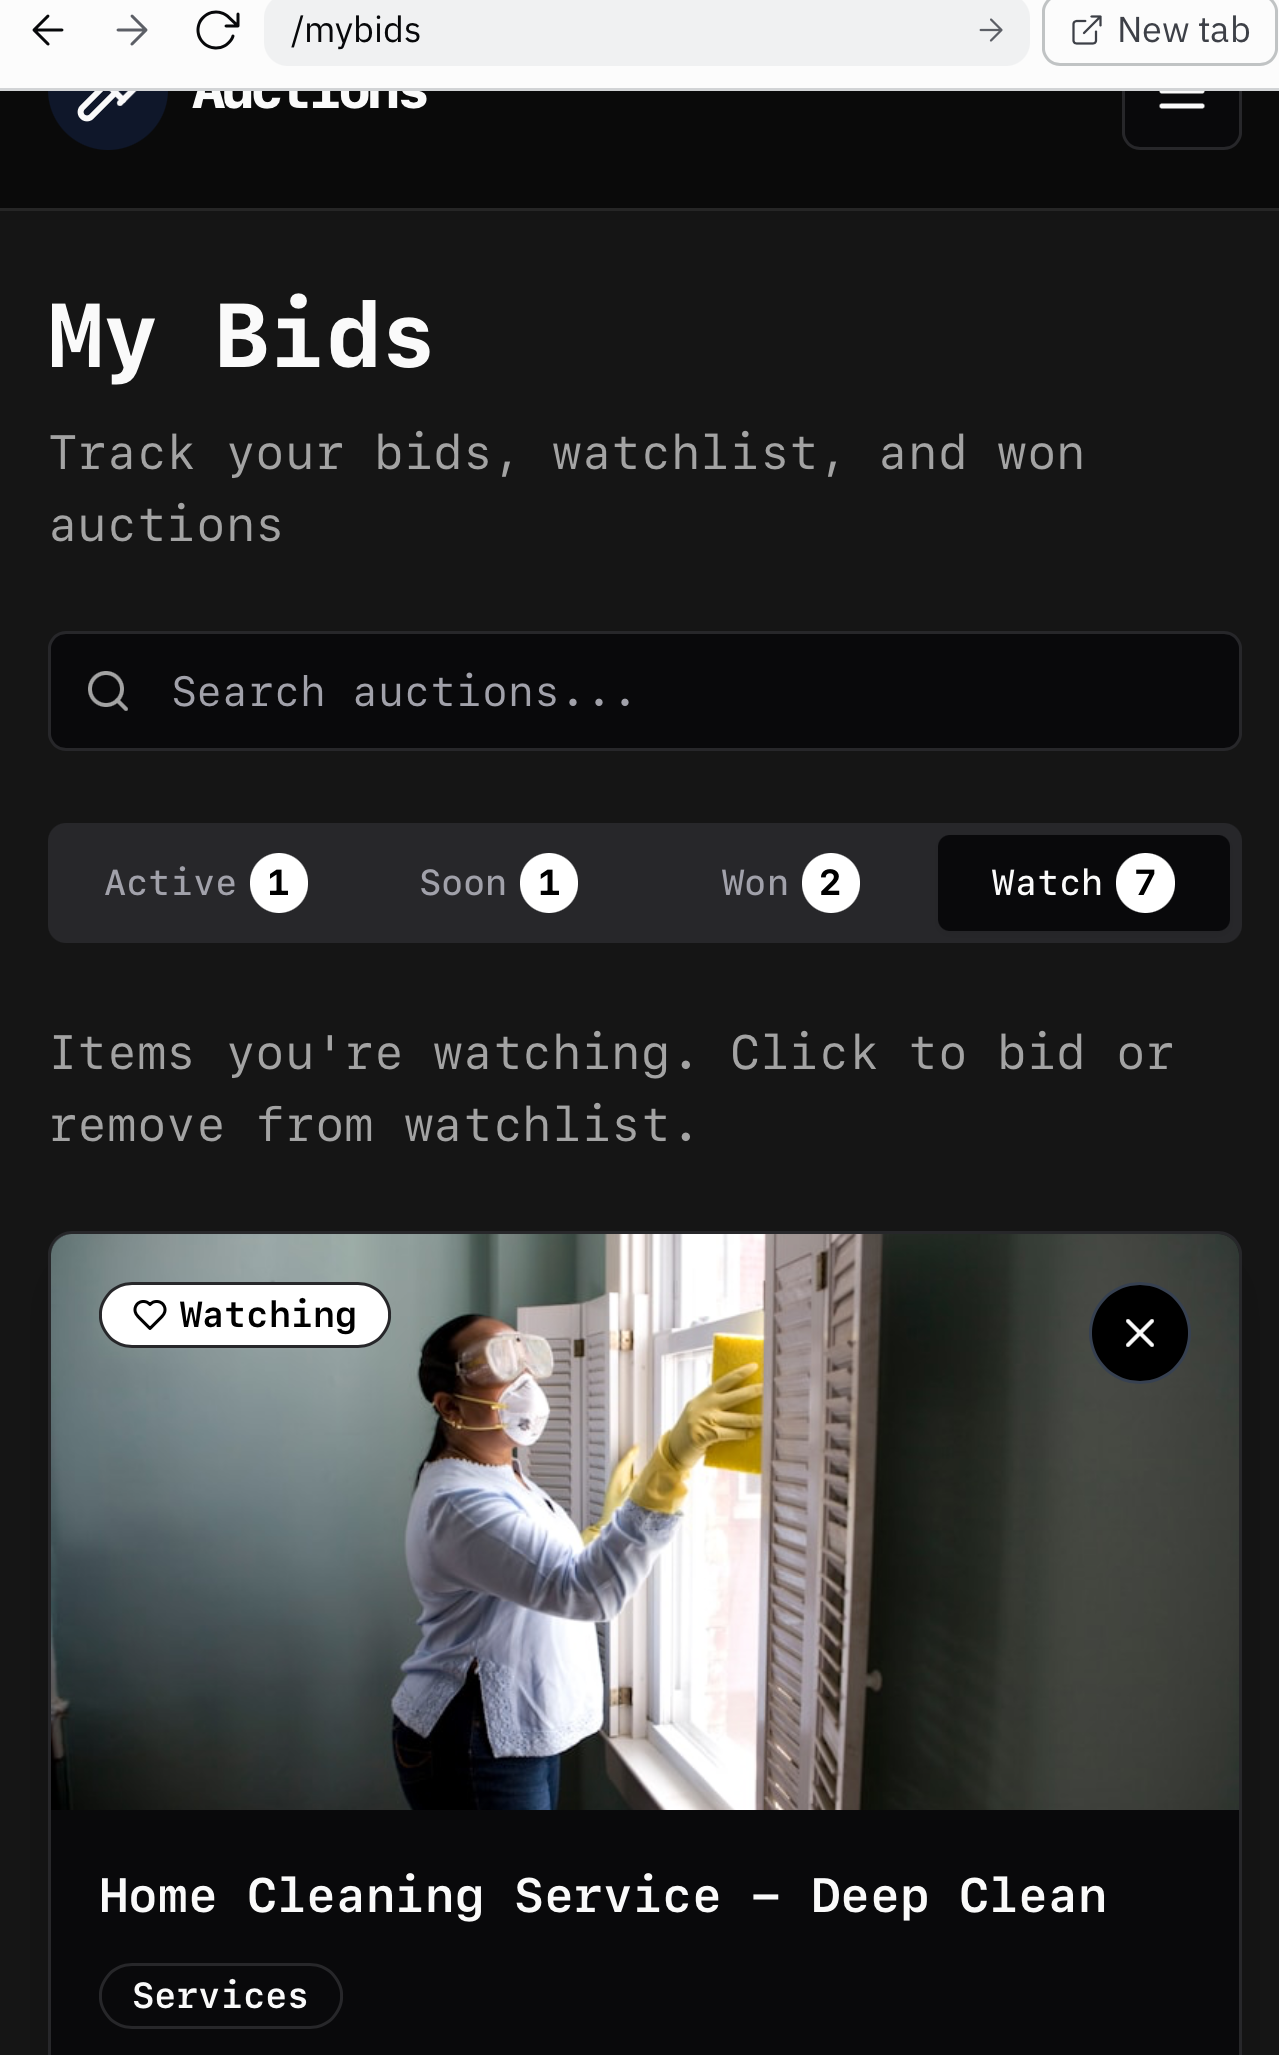 /mybids
New tab
Auctions
My Bids
Track your bids, watchlist, and won
auctions
Search auctions...
Active 1 Soon 1 Won 2 Watch 7
Items you're watching. Click to bid or
remove from watchlist.
Watching
Home Cleaning Service – Deep Clean
Services